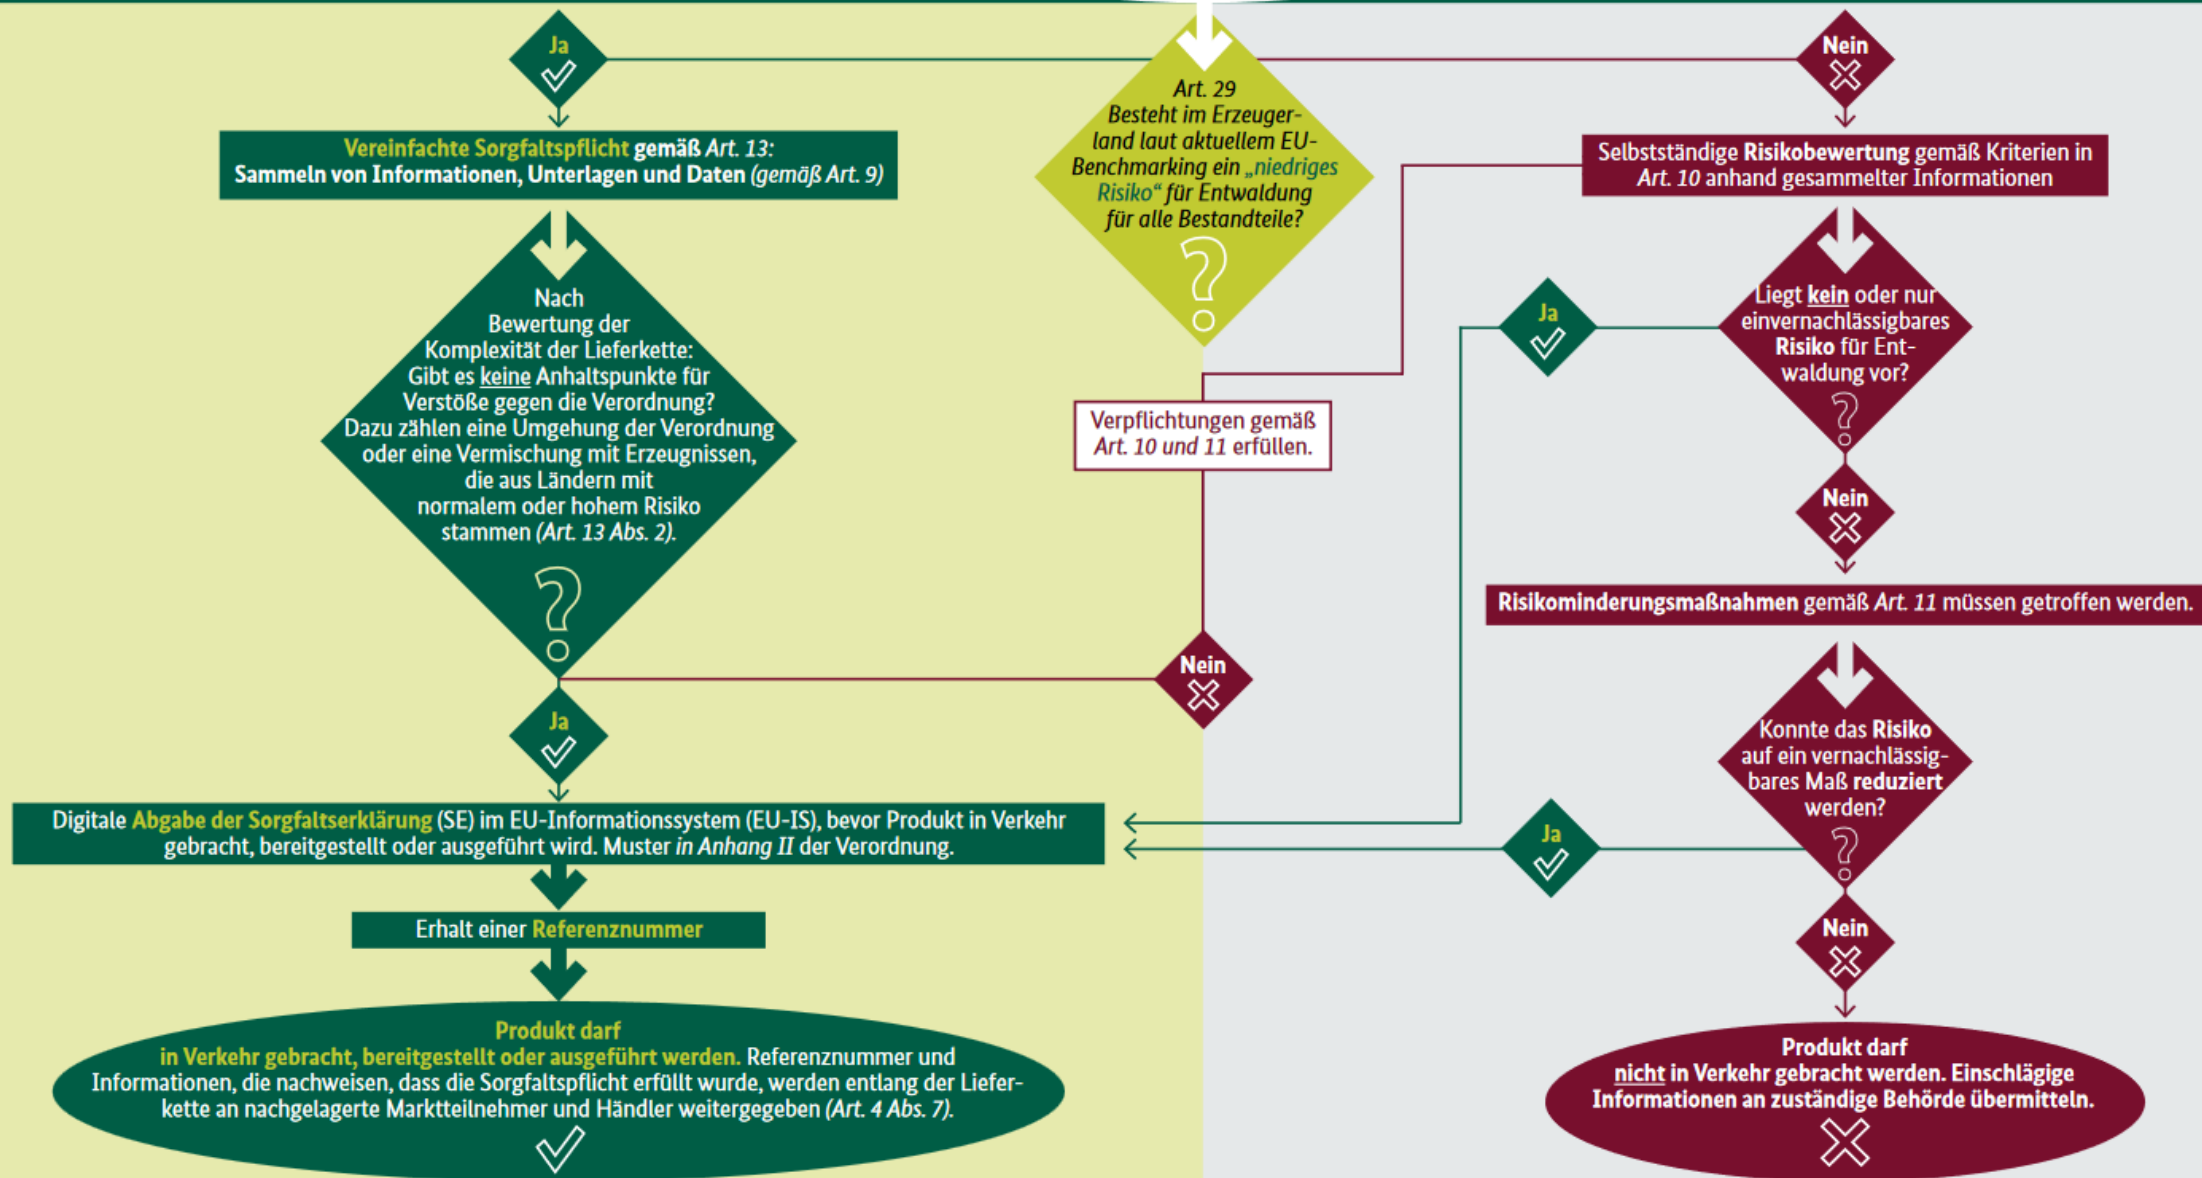 Ja
Nein
Art. 29
Besteht im Erzeuger-
land laut aktuellem EU-
Benchmarking ein „niedriges
Risiko“ für Entwaldung
für alle Bestandteile?
?
Vereinfachte Sorgfaltspflicht gemäß Art. 13:
Sammeln von Informationen, Unterlagen und Daten (gemäß Art. 9)
Nach
Bewertung der
Komplexität der Lieferkette:
Gibt es keine Anhaltspunkte für
Verstöße gegen die Verordnung?
Dazu zählen eine Umgehung der Verordnung
oder eine Vermischung mit Erzeugnissen,
die aus Ländern mit
normalem oder hohem Risiko
stammen (Art. 13 Abs. 2).
?
Selbstständige Risikobewertung gemäß Kriterien in
Art. 10 anhand gesammelter Informationen
Liegt kein oder nur
einvernachlässigbares
Risiko für Ent-
waldung vor?
?
Ja
Verpflichtungen gemäß
Art. 10 und 11 erfüllen.
Nein
Nein
Risikominderungsmaßnahmen gemäß Art. 11 müssen getroffen werden.
Konnte das Risiko
auf ein vernachlässig-
bares Maß reduziert
werden?
?
Ja
Ja
Nein
Digitale Abgabe der Sorgfaltserklärung (SE) im EU-Informationssystem (EU-IS), bevor Produkt in Verkehr
gebracht, bereitgestellt oder ausgeführt wird. Muster in Anhang II der Verordnung.
Erhalt einer Referenznummer
Produkt darf
in Verkehr gebracht, bereitgestellt oder ausgeführt werden. Referenznummer und
Informationen, die nachweisen, dass die Sorgfaltspflicht erfüllt wurde, werden entlang der Liefer-
kette an nachgelagerte Marktteilnehmer und Händler weitergegeben (Art. 4 Abs. 7).
Produkt darf
nicht in Verkehr gebracht werden. Einschlägige
Informationen an zuständige Behörde übermitteln.